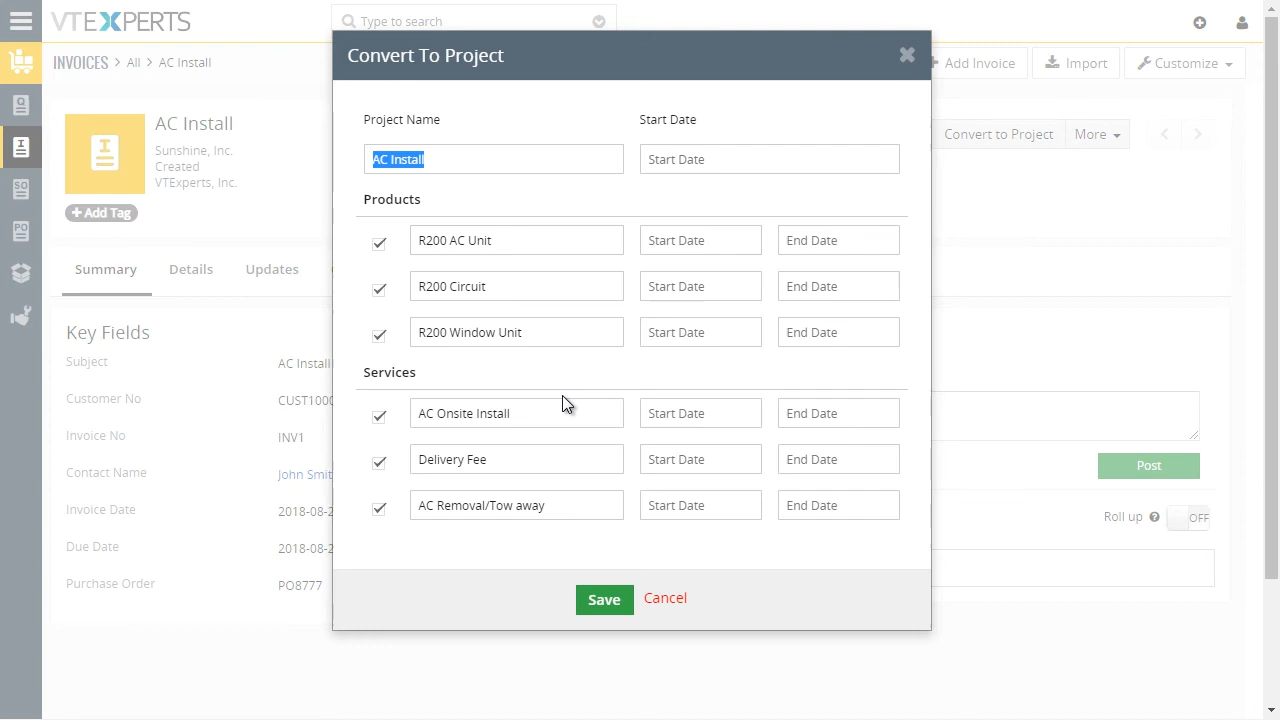 VTEXPERTS
Type to search
Convert To Project
INVOICES > All > AC Install
Add Invoice
Import
Customize
Project Name
Start Date
AC Install
Start Date
I
AC Install
Sunshine, Inc.
Created
VTExperts, Inc.
+ Add Tag
Convert to Project
More
Q
I
SO
PO
Products
R200 AC Unit
Start Date
End Date
R200 Circuit
Start Date
End Date
R200 Window Unit
Start Date
End Date
Services
AC Onsite Install
Start Date
End Date
Delivery Fee
Start Date
End Date
AC Removal/Tow away
Start Date
End Date
Save
Cancel
Summary
Details
Updates
Key Fields
Subject
AC Install
Customer No
Invoice No
INV1
Contact Name
John
Invoice Date
Due Date
Purchase Order
PO8777
Post
Roll up
OFF